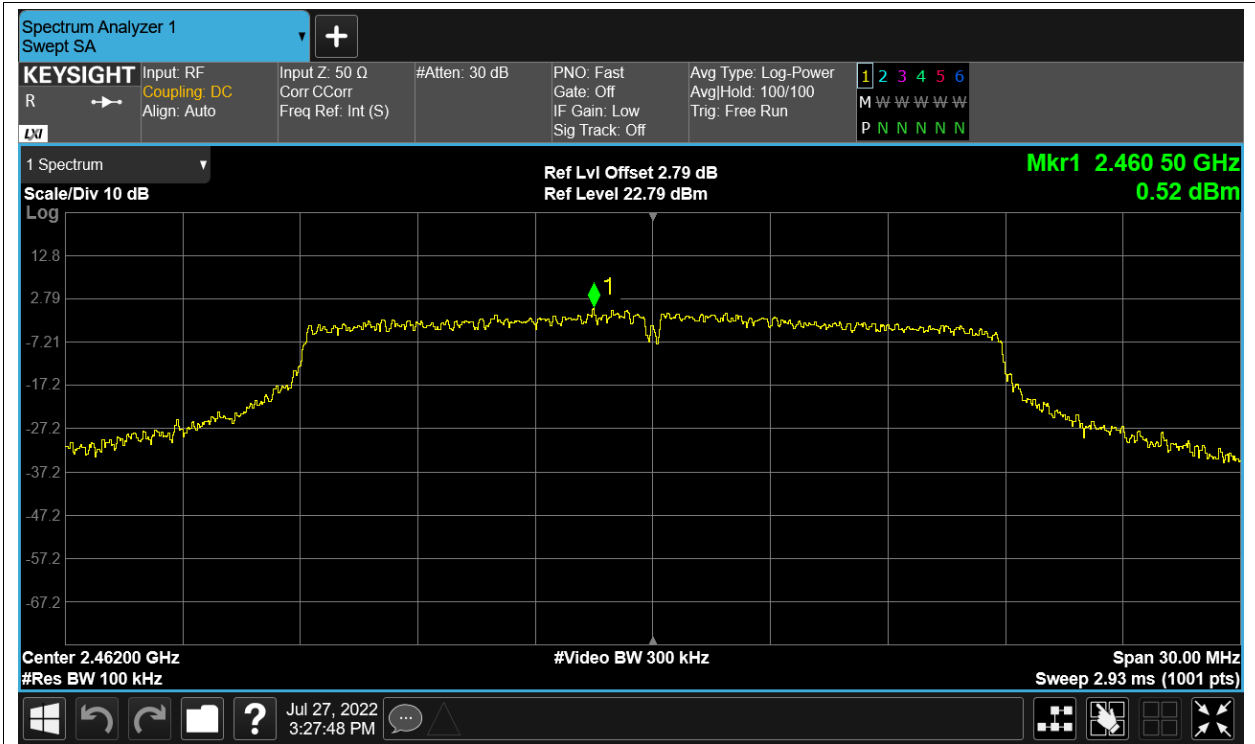 Spectrum Analyzer 1
Swept SA
KEYSIGHT
R
LXI
Input: RF
Coupling: DC
Align: Auto
Input Z: 50 Ω
Corr CCorr
Freq Ref: Int (S)
#Atten: 30 dB
PNO: Fast
Gate: Off
IF Gain: Low
Sig Track: Off
Avg Type: Log-Power
Avg|Hold: 100/100
Trig: Free Run
1 2 3 4 5 6
M W W W W W
P N N N N N
1 Spectrum
Scale/Div 10 dB
Log
Ref Lvl Offset 2.79 dB
Ref Level 22.79 dBm
Mkr1 2.460 50 GHz
0.52 dBm
12.8
2.79
-7.21
-17.2
-27.2
-37.2
-47.2
-57.2
-67.2
1
Center 2.46200 GHz
#Res BW 100 kHz
#Video BW 300 kHz
Span 30.00 MHz
Sweep 2.93 ms (1001 pts)
?
Jul 27, 2022
3:27:48 PM